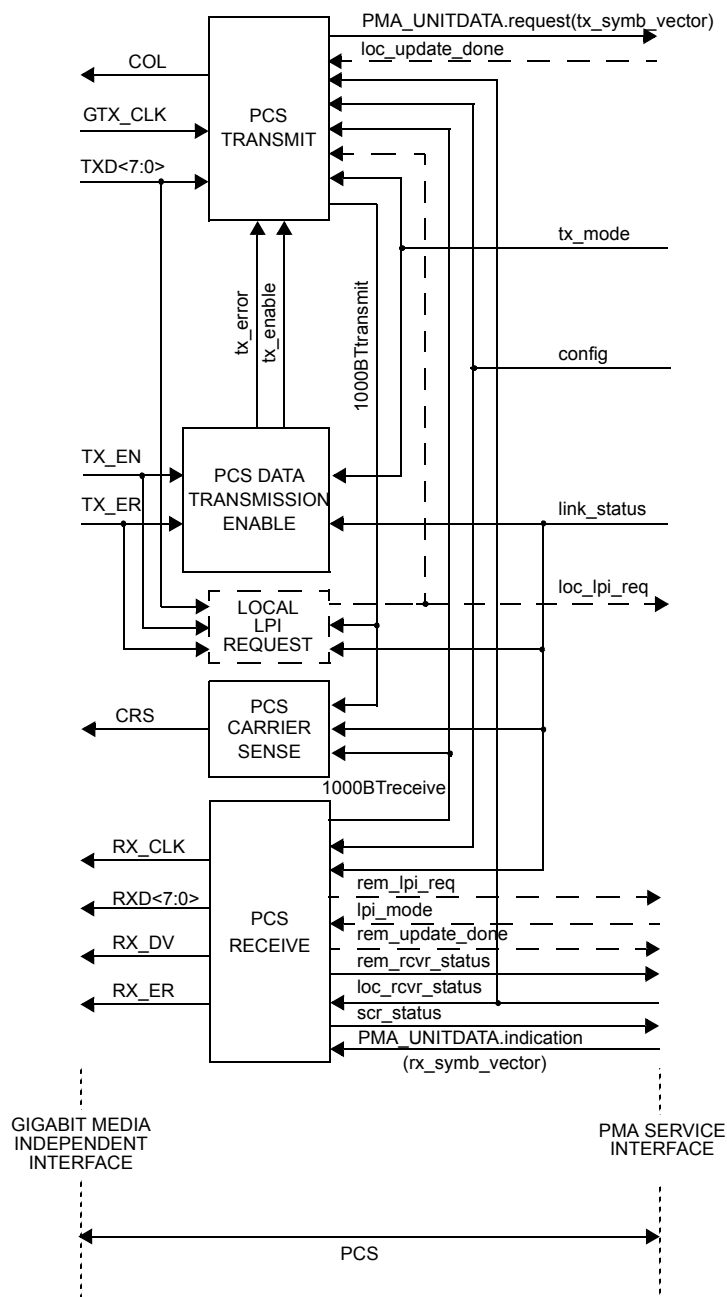 PMA_UNITDATA.request(tx_symb_vector)
loc_update_done
COL
GTX_CLK
TXD<7:0>
PCS
TRANSMIT
tx_mode
tx_error
tx_enable
1000BTtransmit
config
TX_EN
TX_ER
PCS DATA
TRANSMISSION
ENABLE
link_status
LOCAL
LPI
REQUEST
loc_lpi_req
CRS
PCS
CARRIER
SENSE
1000BTreceive
RX_CLK
RXD<7:0>
RX_DV
RX_ER
PCS
RECEIVE
rem_lpi_req
lpi_mode
rem_update_done
rem_rcvr_status
loc_rcvr_status
scr_status
PMA_UNITDATA.indication
(rx_symb_vector)
GIGABIT MEDIA
INDEPENDENT
INTERFACE
PMA SERVICE
INTERFACE
PCS